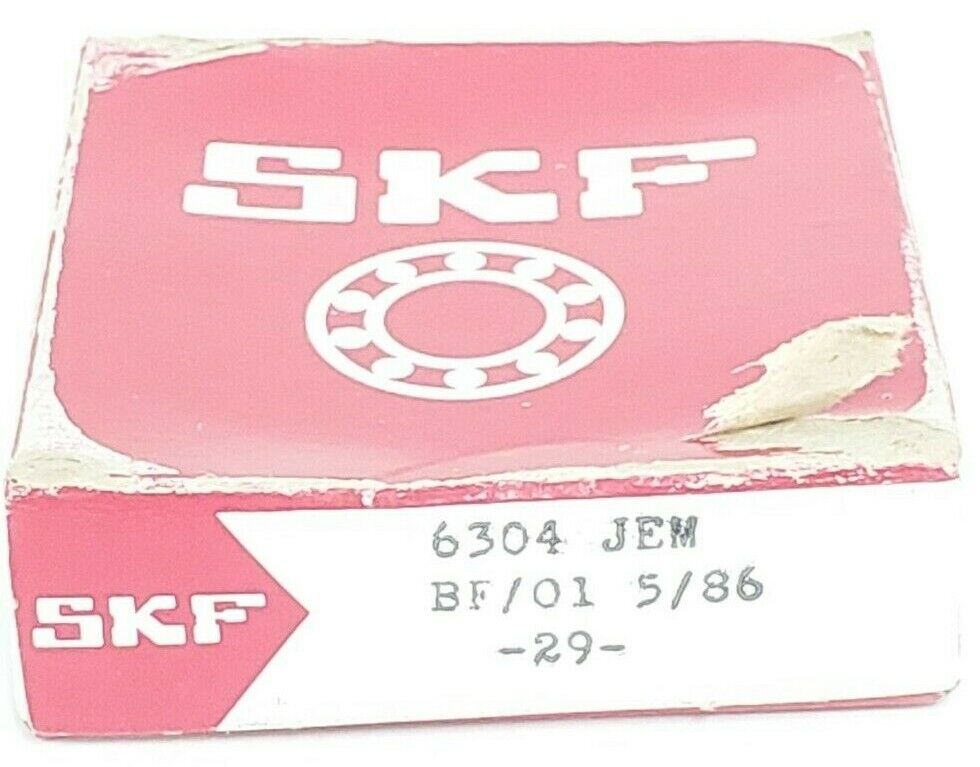 SKF
SKF
6304 JEM
BF/01 5/86
-29-